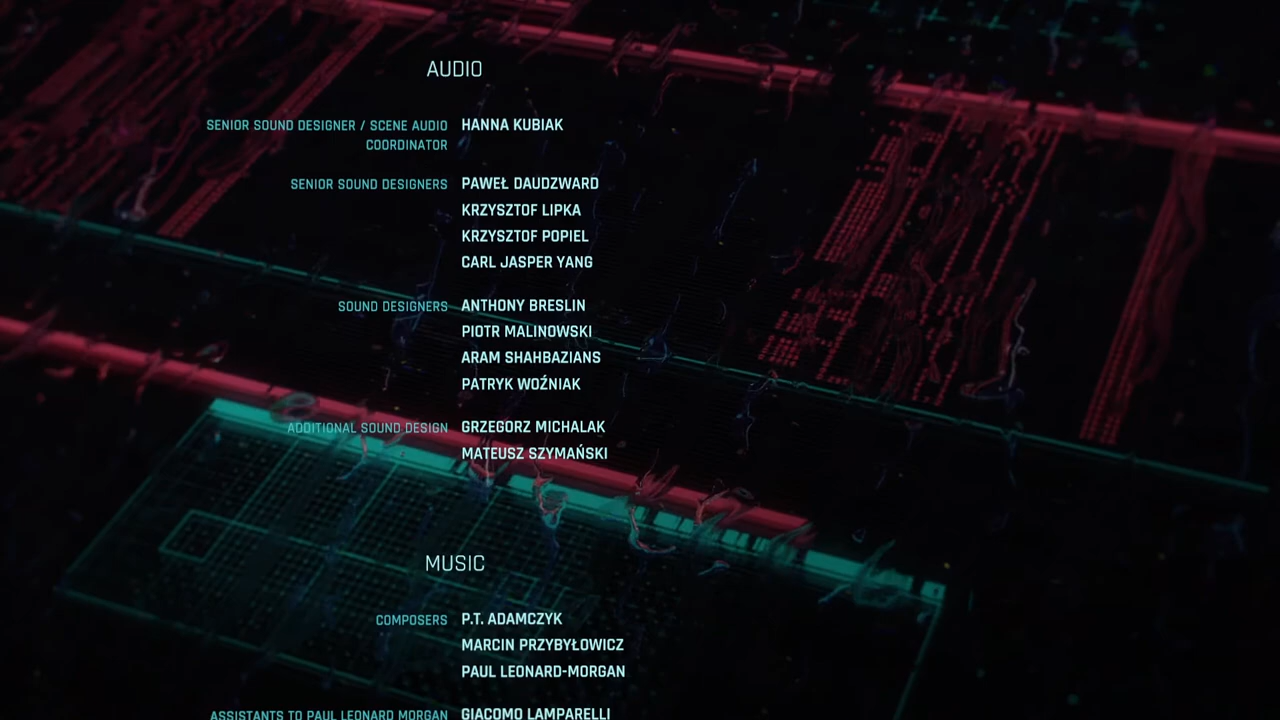 AUDIO
SENIOR SOUND DESIGNER / SCENE AUDIO COORDINATOR HANNA KUBIAK
SENIOR SOUND DESIGNERS PAWEŁ DAUDZWARD
KRZYSZTOF LIPKA
KRZYSZTOF POPIEL
CARL JASPER YANG
SOUND DESIGNERS ANTHONY BRESLIN
PIOTR MALINOWSKI
ARAM SHAHBAZIANS
PATRYK WOŹNIAK
ADDITIONAL SOUND DESIGN GRZEGORZ MICHALAK
MATEUSZ SZYMAŃSKI
MUSIC
COMPOSERS P.T. ADAMCZYK
MARCIN PRZYBYŁOWICZ
PAUL LEONARD-MORGAN
ASSISTANTS TO PAUL LEONARD MORGAN GIACOMO LAMPARELLI